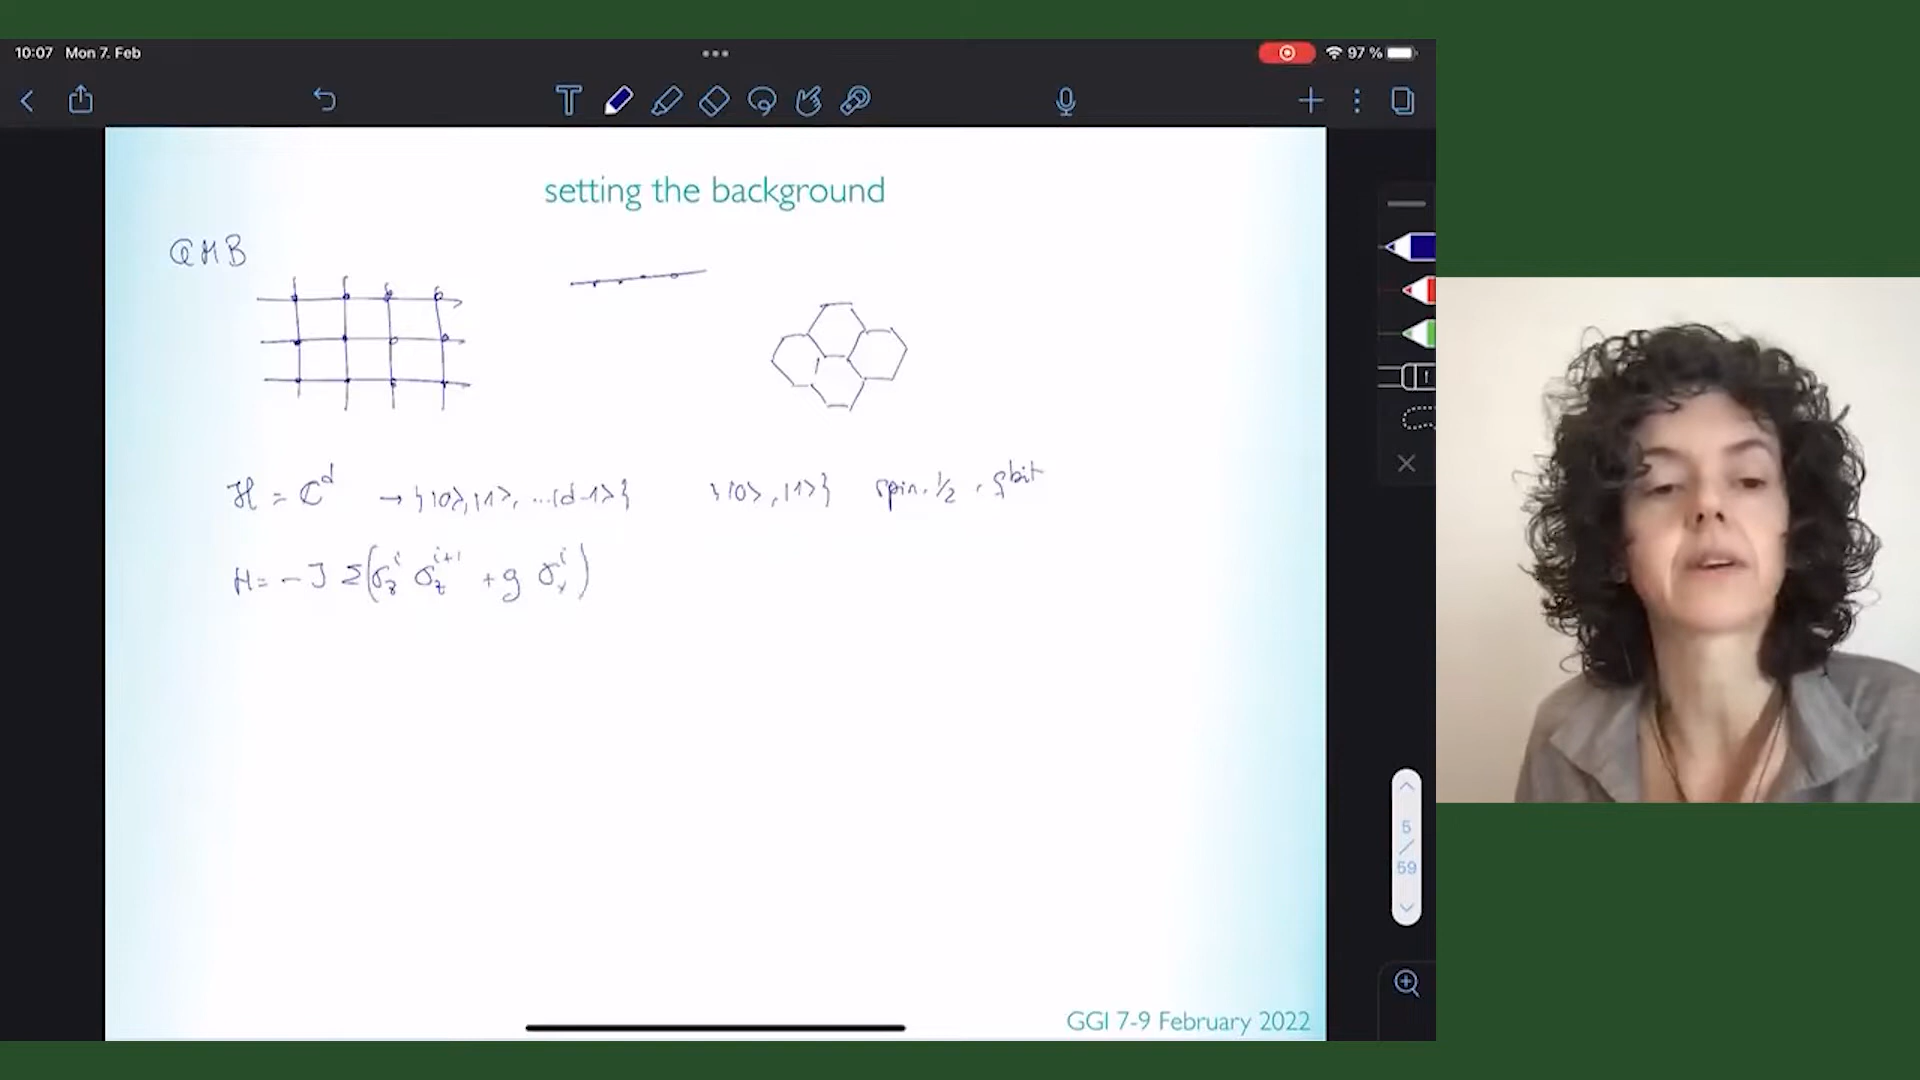 10:07 Mon 7. Feb
97 %
setting the background
QMB
ℋ = ℂ^d → {|0⟩, |1⟩, ...|d-1⟩} {|0⟩, |1⟩} spin 1/2, qbit
H = - J Σ(σ_z^i σ_z^{i+1} + g σ_x^i)
5
/
59
GGI 7-9 February 2022